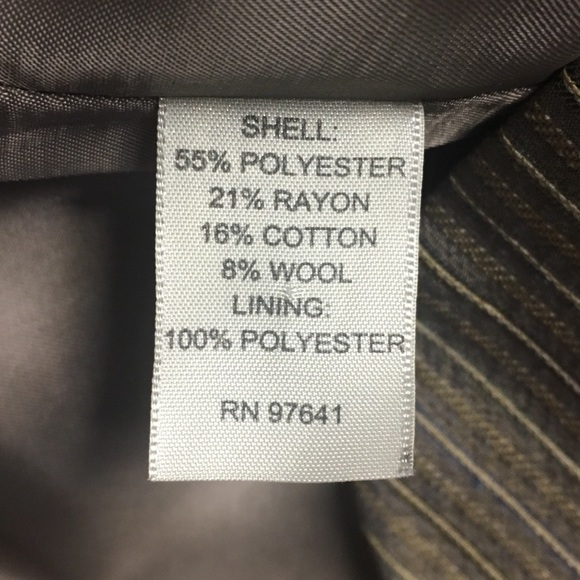 SHELL:
55% POLYESTER
21% RAYON
16% COTTON
8% WOOL
LINING:
100% POLYESTER
RN 97641